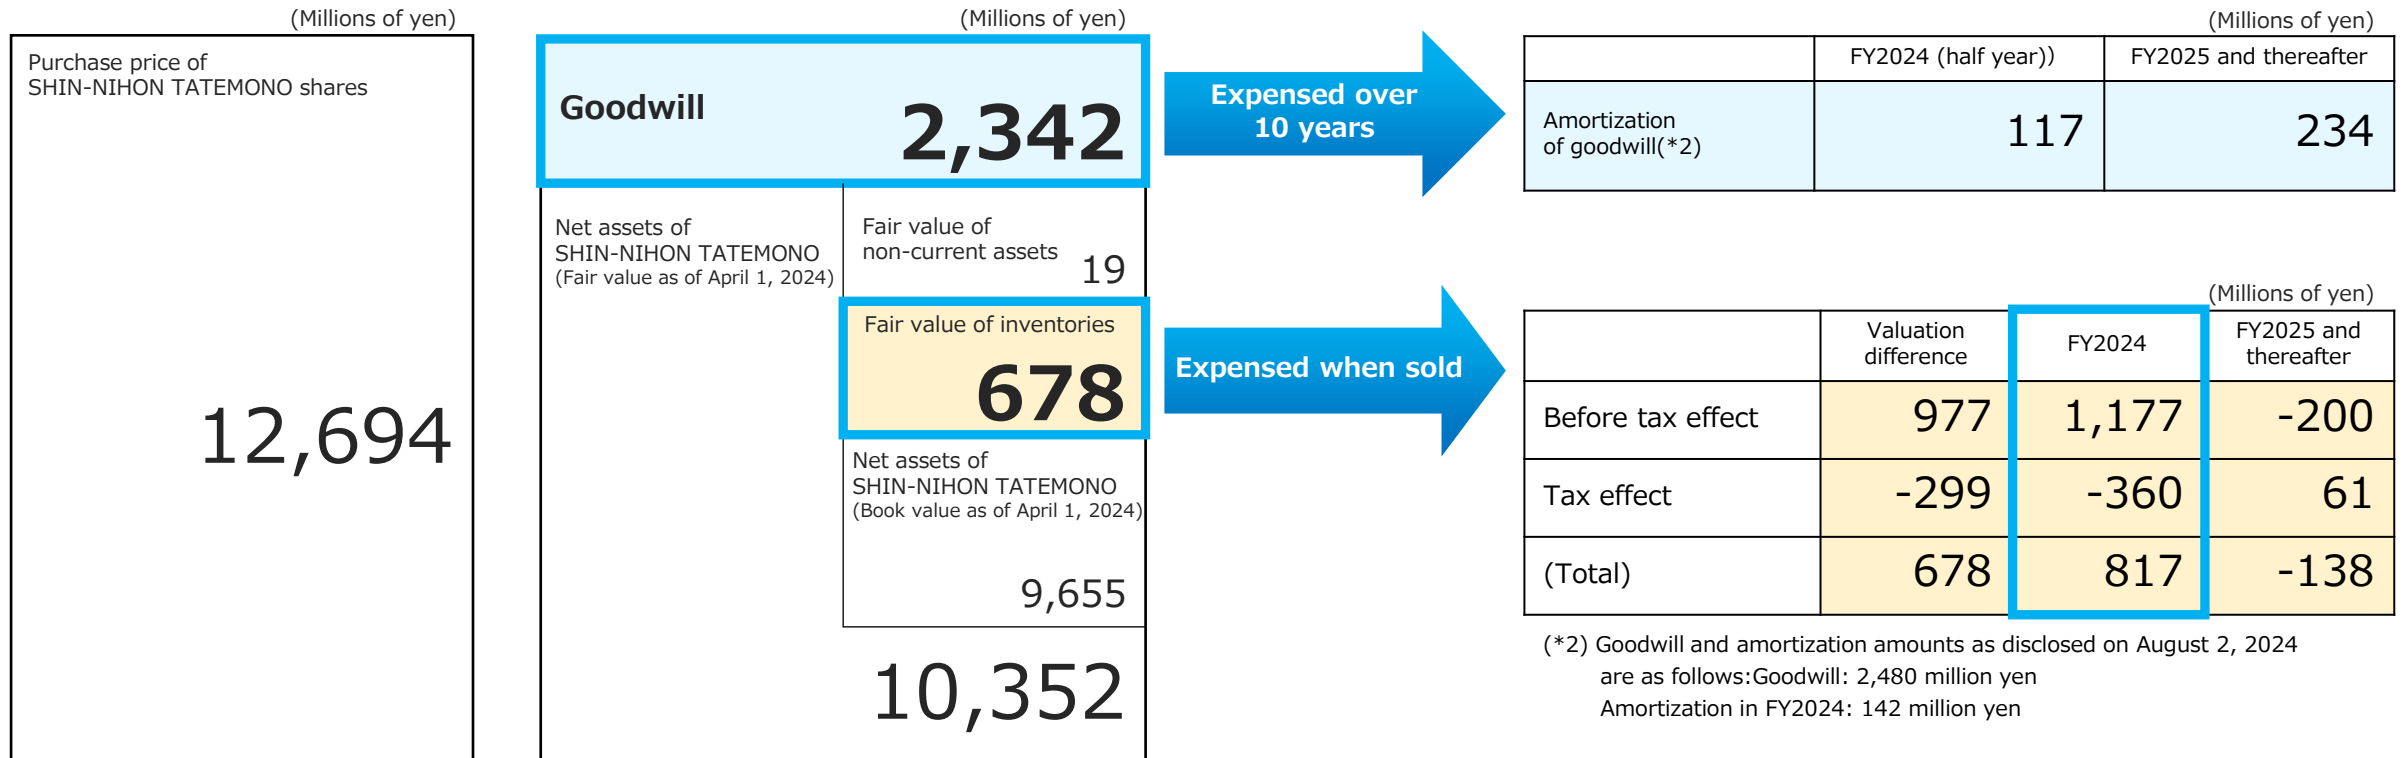 (Millions of yen)
Purchase price of
SHIN-NIHON TATEMONO shares
12,694
(Millions of yen)
Goodwill
2,342
Net assets of
SHIN-NIHON TATEMONO
(Fair value as of April 1, 2024)
Fair value of
non-current assets
19
Fair value of inventories
678
Net assets of
SHIN-NIHON TATEMONO
(Book value as of April 1, 2024)
9,655
10,352
Expensed over
10 years
Expensed when sold
(Millions of yen)
FY2024 (half year)) FY2025 and thereafter
Amortization
of goodwill(*2)
117 234
(Millions of yen)
Valuation
difference
FY2024
FY2025 and
thereafter
Before tax effect 977 1,177 -200
Tax effect -299 -360 61
(Total) 678 817 -138
(*2) Goodwill and amortization amounts as disclosed on August 2, 2024
are as follows:Goodwill: 2,480 million yen
Amortization in FY2024: 142 million yen